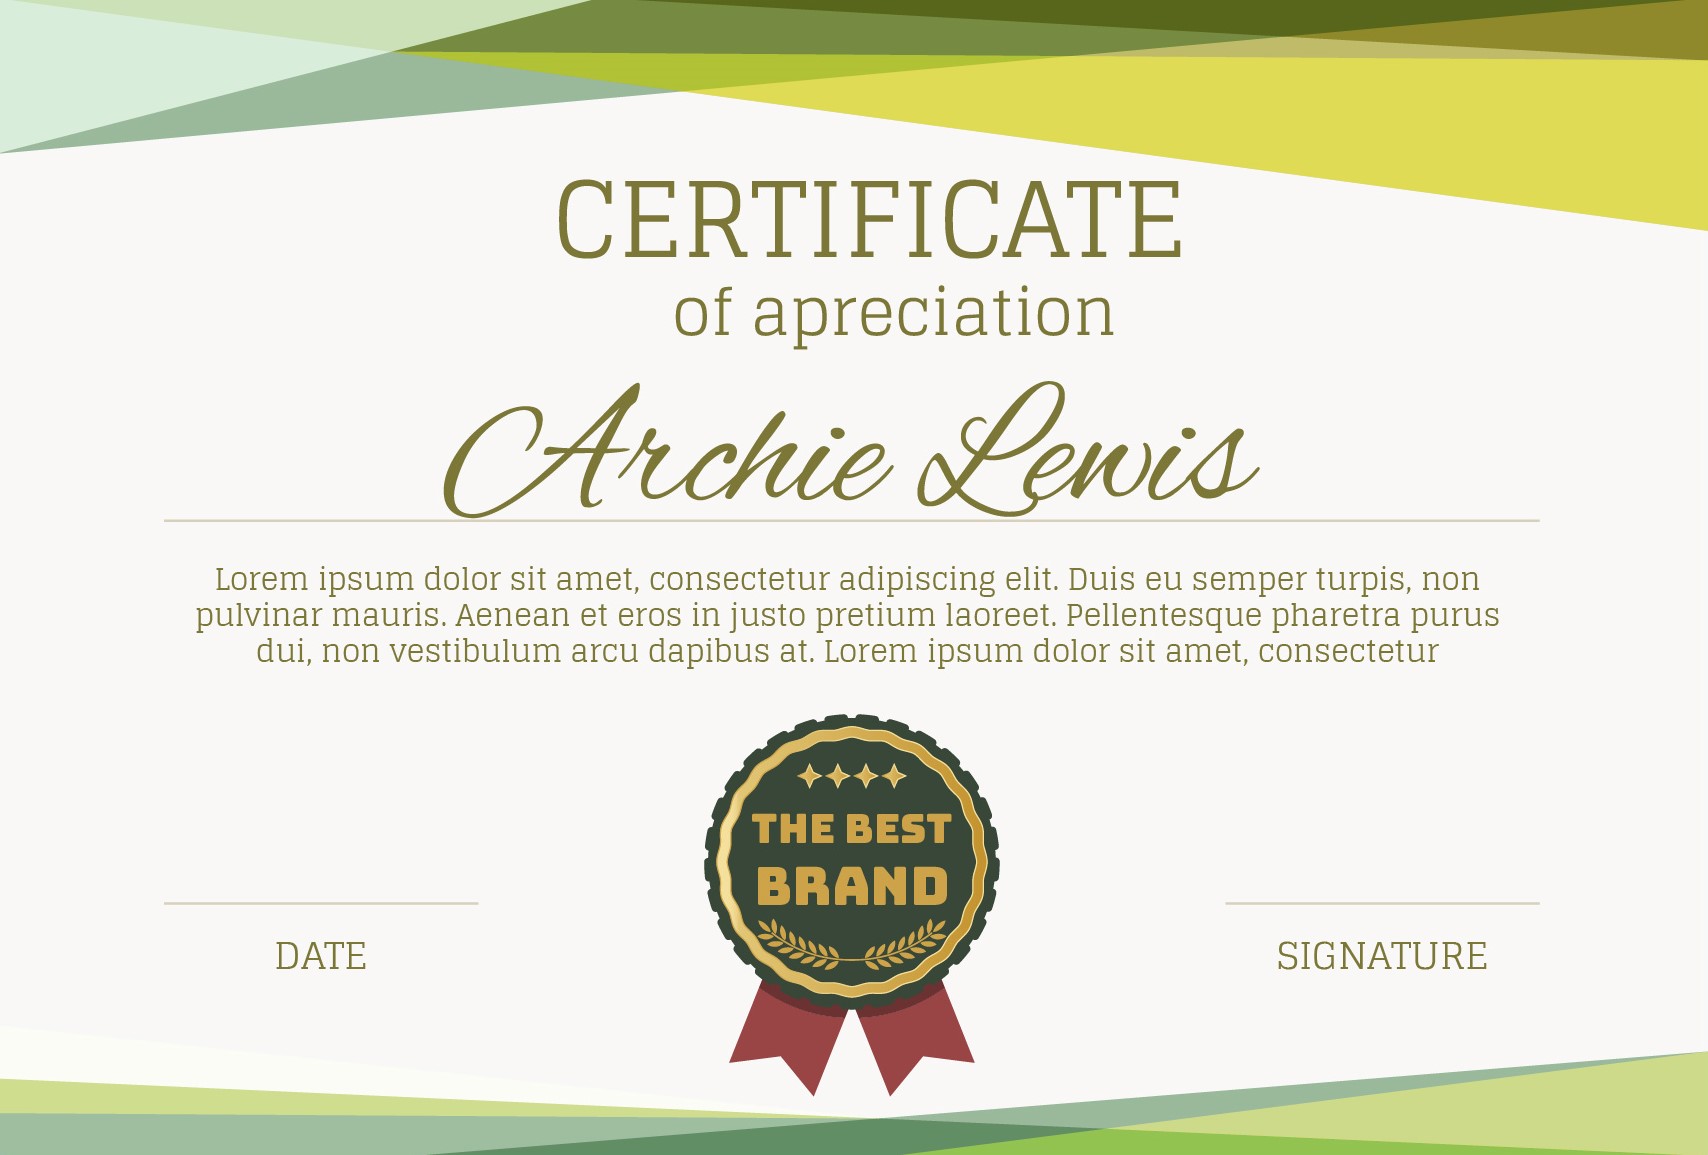 CERTIFICATE
of apreciation
Archie Lewis
Lorem ipsum dolor sit amet, consectetur adipiscing elit. Duis eu semper turpis, non
pulvinar mauris. Aenean et eros in justo pretium laoreet. Pellentesque pharetra purus
dui, non vestibulum arcu dapibus at. Lorem ipsum dolor sit amet, consectetur
THE BEST
BRAND
DATE
SIGNATURE